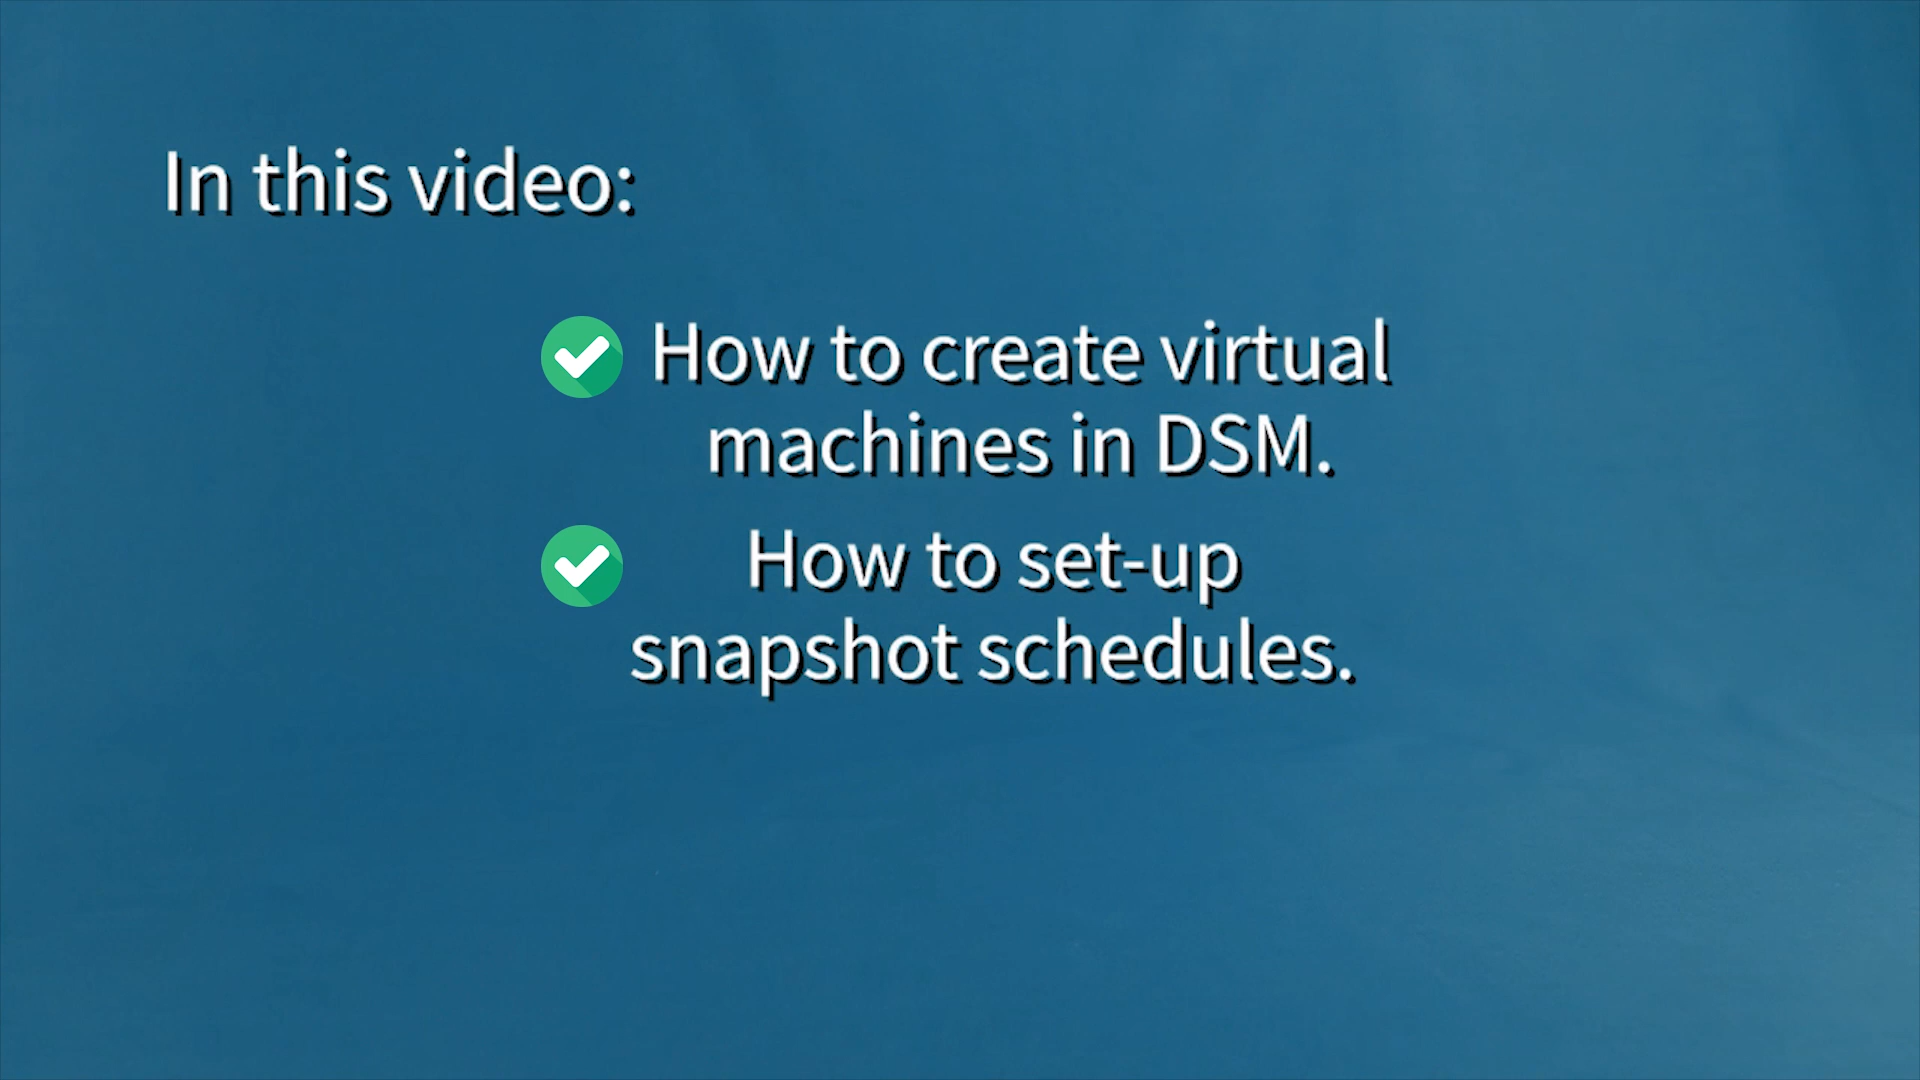 In this video:
How to create virtual
machines in DSM.
How to set-up
snapshot schedules.